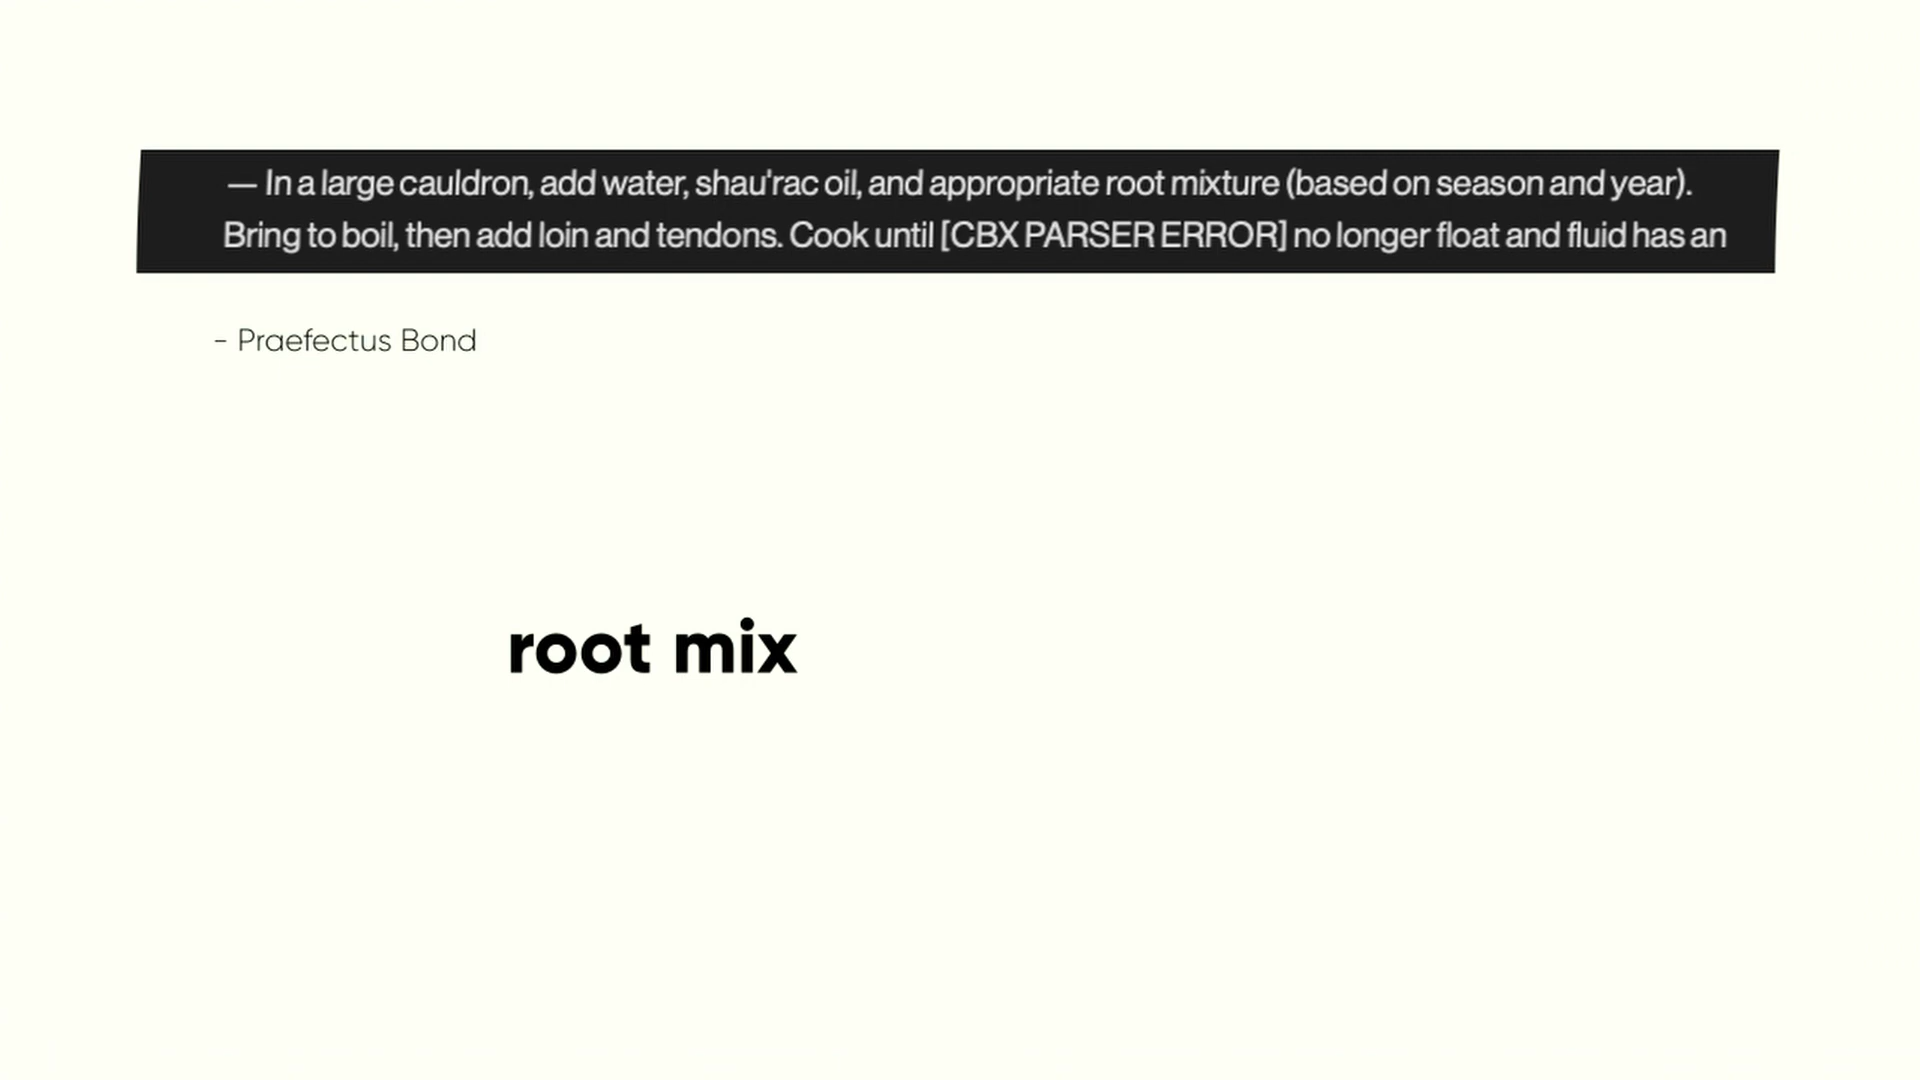 — In a large cauldron, add water, shau'rac oil, and appropriate root mixture (based on season and year).
Bring to boil, then add loin and tendons. Cook until [CBX PARSER ERROR] no longer float and fluid has an
- Praefectus Bond
root mix